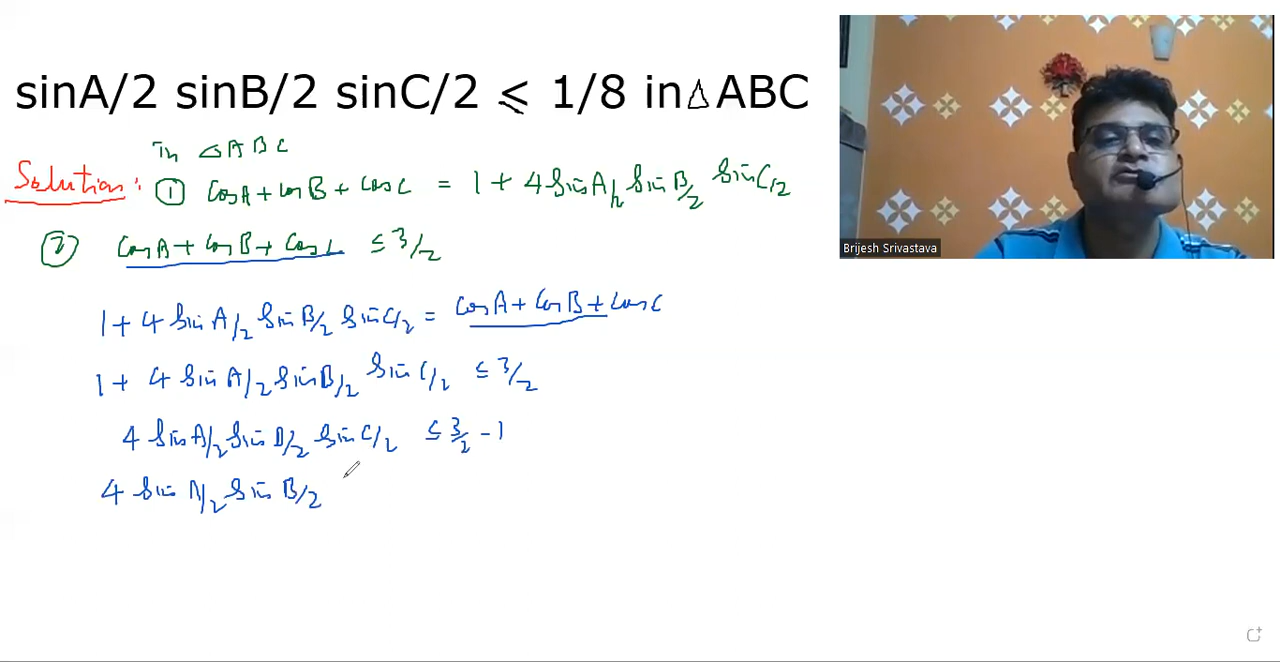 sinA/2 sinB/2 sinC/2 ⩽ 1/8 in△ABC
In △ABC
Solution: ① cosA + cosB + cosC = 1 + 4 sinA/2 sinB/2 sinC/2
② cosA + cosB + cosC ≤ 3/2
1 + 4 sinA/2 sinB/2 sinC/2 = cosA + cosB + cosC
1 + 4 sinA/2 sinB/2 sinC/2 ≤ 3/2
4 sinA/2 sinB/2 sinC/2 ≤ 3/2 - 1
4 sinA/2 sinB/2
Brijesh Srivastava